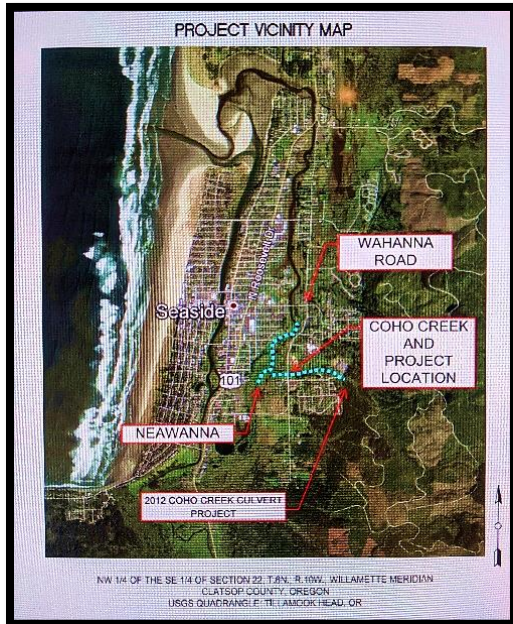 PROJECT VICINITY MAP
N Roosevelt Dr
WAHANNA
ROAD
Seaside
COHO CREEK
AND
PROJECT
LOCATION
101
NEAWANNA
2012 COHO CREEK CULVERT
PROJECT
NW 1/4 OF THE SE 1/4 OF SECTION 22, T.6N., R.10W., WILLAMETTE MERIDIAN
CLATSOP COUNTY, OREGON
USGS QUADRANGLE: TILLAMOOK HEAD, OR